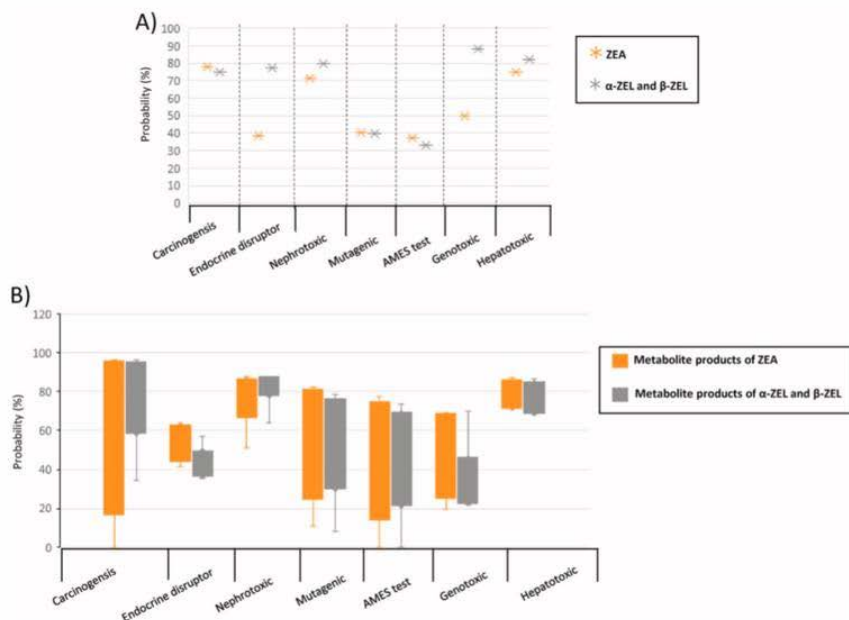 A)
100
90
80
70
60
50
40
30
20
10
0
Probability (%)
Carcinogensis
Endocrine disruptor
Nephrotoxic
Mutagenic
AMES test
Genotoxic
Hepatotoxic
ZEA
α-ZEL and β-ZEL
B)
120
100
80
60
40
20
0
Probability (%)
Carcinogensis
Endocrine disruptor
Nephrotoxic
Mutagenic
AMES test
Genotoxic
Hepatotoxic
Metabolite products of ZEA
Metabolite products of α-ZEL and β-ZEL